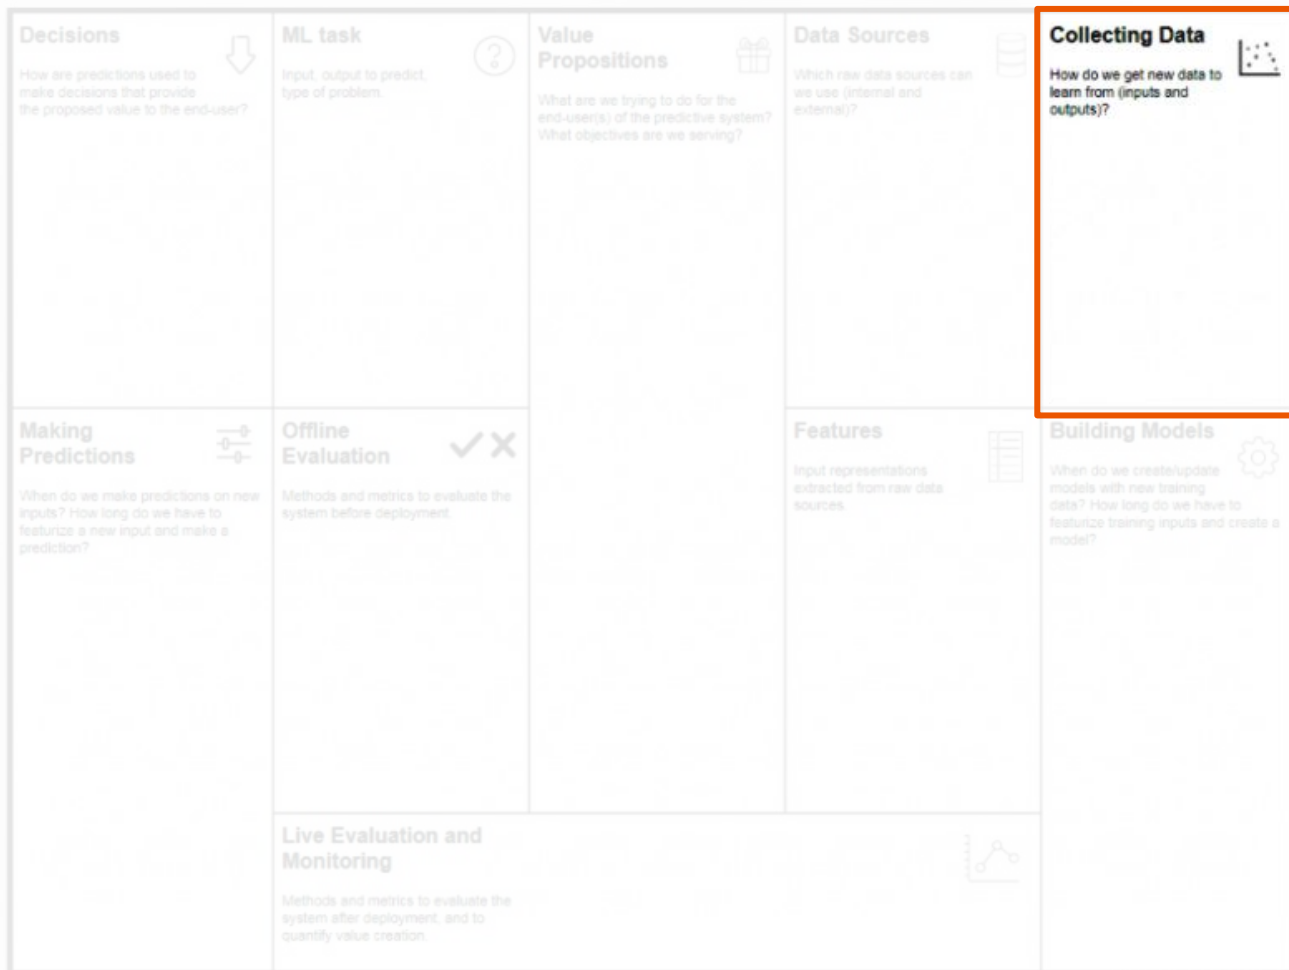 Decisions
How are predictions used to
make decisions that provide
the proposed value to the end-user?
ML task
Input, output to predict,
type of problem.
Value
Propositions
What are we trying to do for the
end-user(s) of the predictive system?
What objectives are we serving?
Data Sources
Which raw data sources can
we use (internal and
external)?
Collecting Data
How do we get new data to
learn from (inputs and
outputs)?
Making
Predictions
When do we make predictions on new
inputs? How long do we have to
featurize a new input and make a
prediction?
Offline
Evaluation
Methods and metrics to evaluate the
system before deployment.
Features
Input representations
extracted from raw data
sources
Building Models
When do we create/update
models with new training
data? How long do we have to
featurize training inputs and create a
model?
Live Evaluation and
Monitoring
Methods and metrics to evaluate the
system after deployment, and to
quantify value creation.